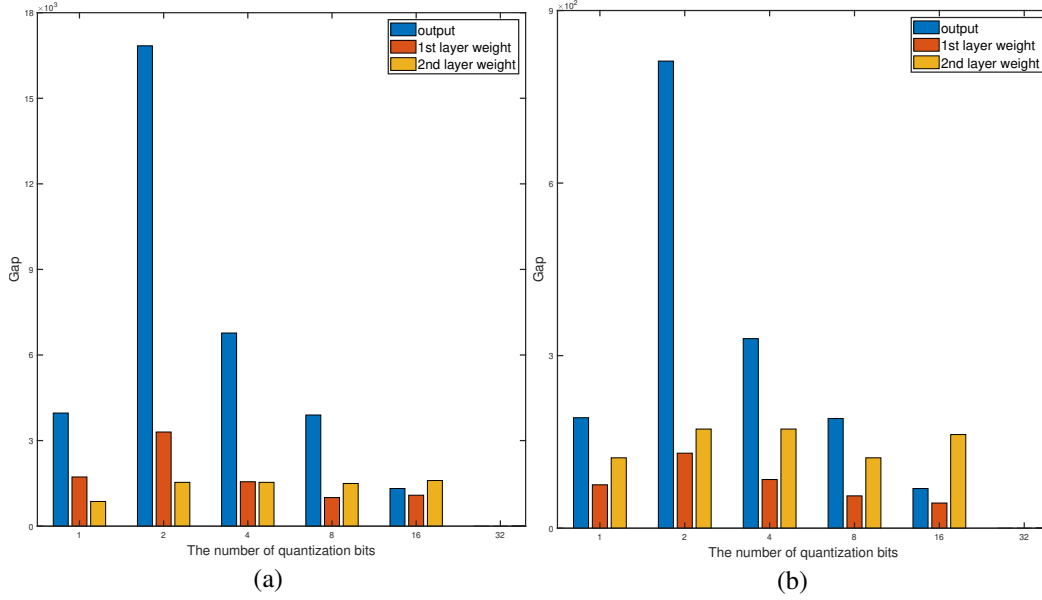 ×10³
18
15
12
9
6
3
0
Gap
output
1st layer weight
2nd layer weight
1 2 4 8 16 32
The number of quantization bits
(a)
×10²
9
6
3
0
Gap
output
1st layer weight
2nd layer weight
1 2 4 8 16 32
The number of quantization bits
(b)